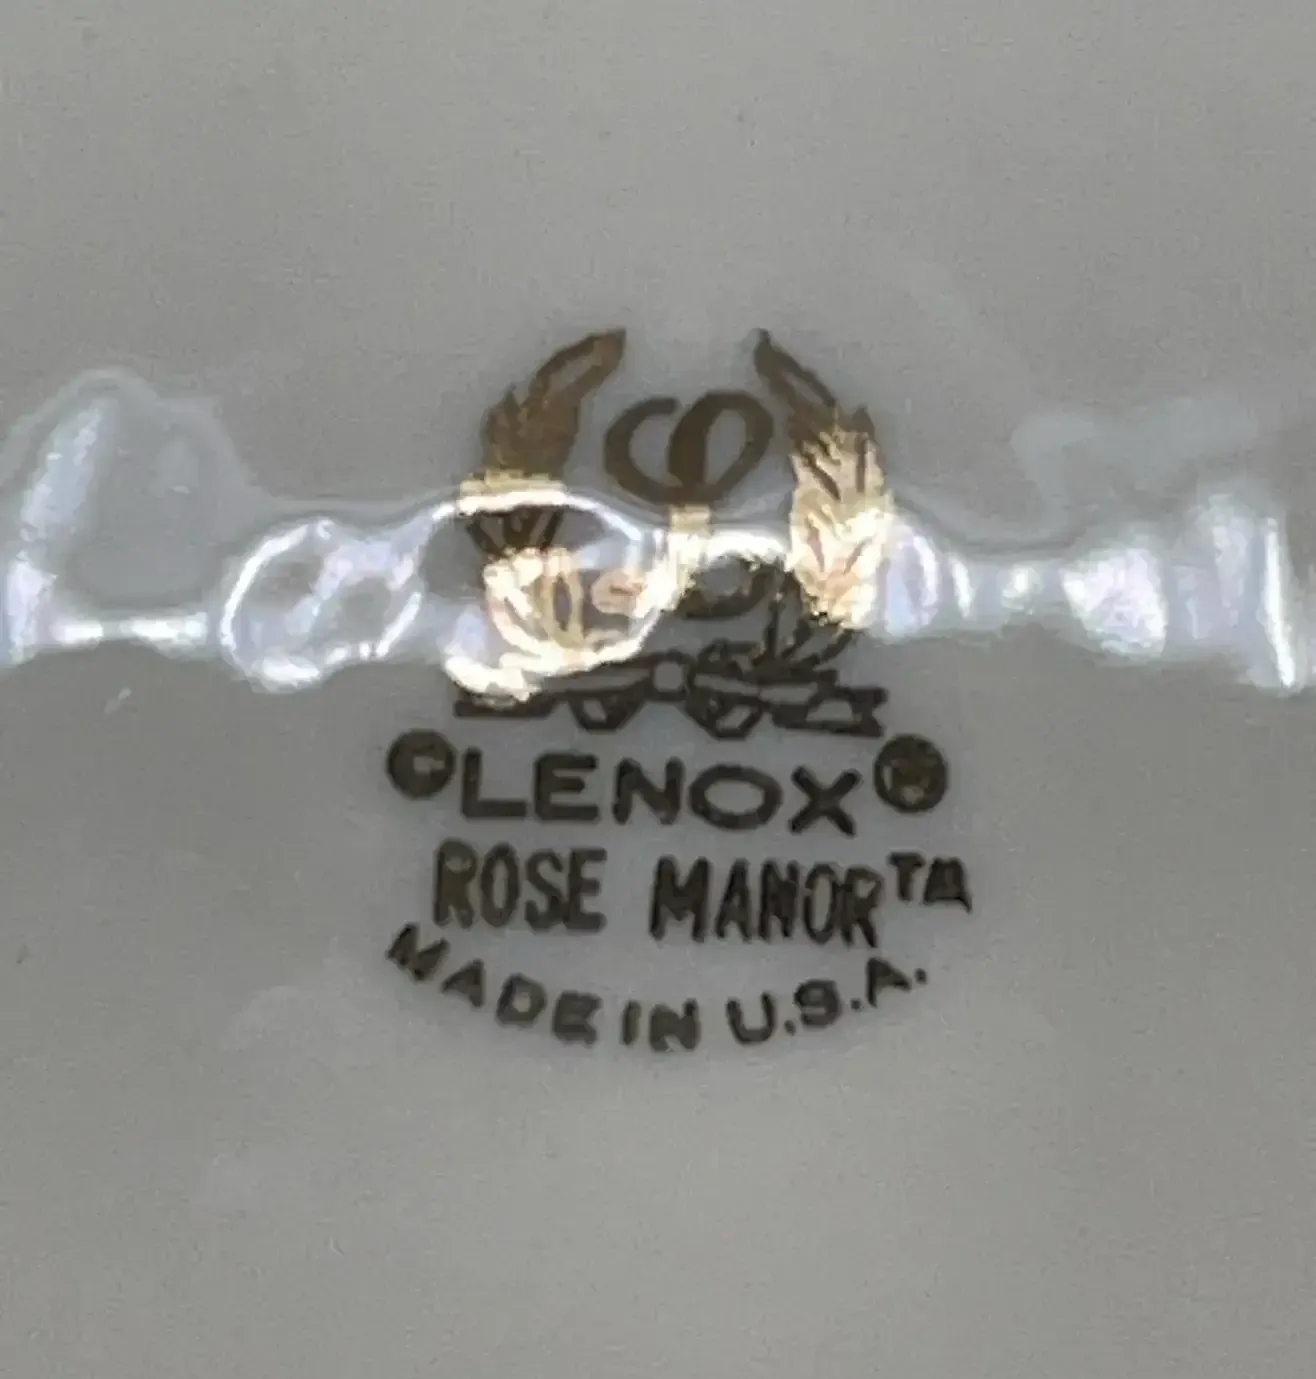 L
©LENOX®
ROSE MANOR™
MADE IN U.S.A.